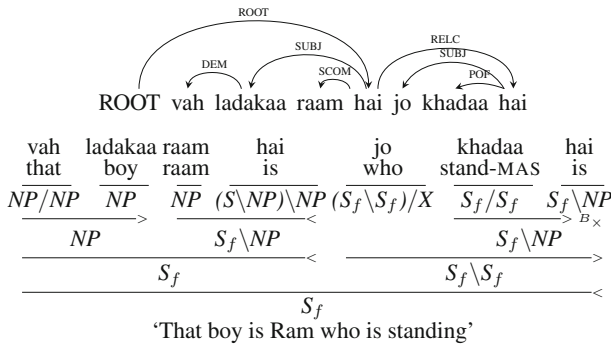 ROOT
DEM SUBJ SCOM RELC SUBJ POF
ROOT vah ladakaa raam hai jo khadaa hai
vah ladakaa raam hai jo khadaa hai
that boy raam is who stand-MAS is
NP/NP NP NP (S\NP)\NP (S_f\S_f)/X S_f/S_f S_f\NP
> < > B_×
NP S_f\NP S_f\NP
< >
S_f S_f\S_f
<
S_f
‘That boy is Ram who is standing’